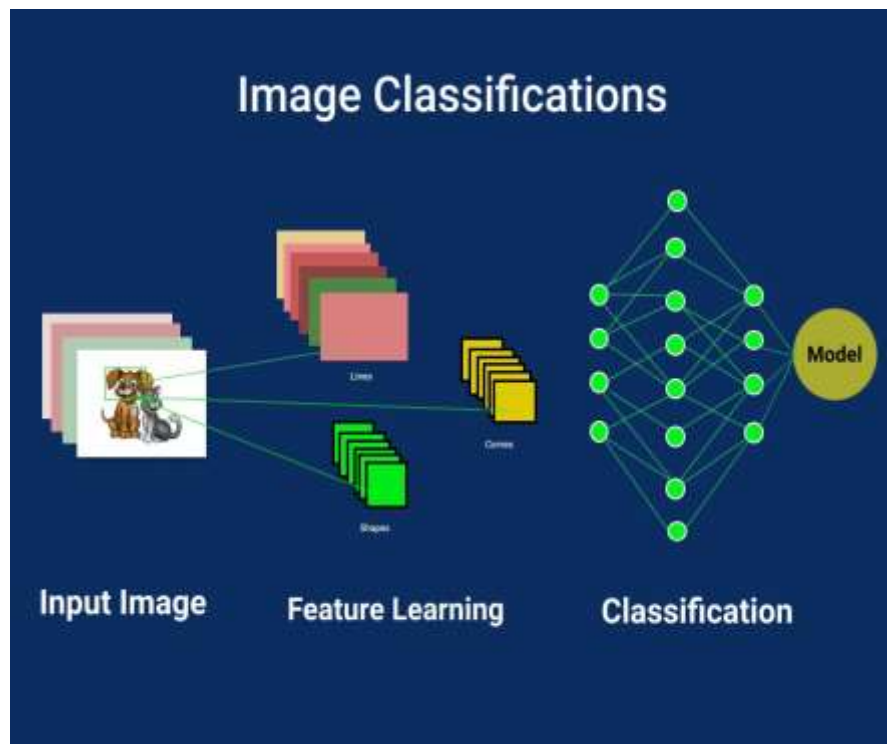 Image Classifications
Model
Lines
Curves
Shapes
Input Image
Feature Learning
Classification